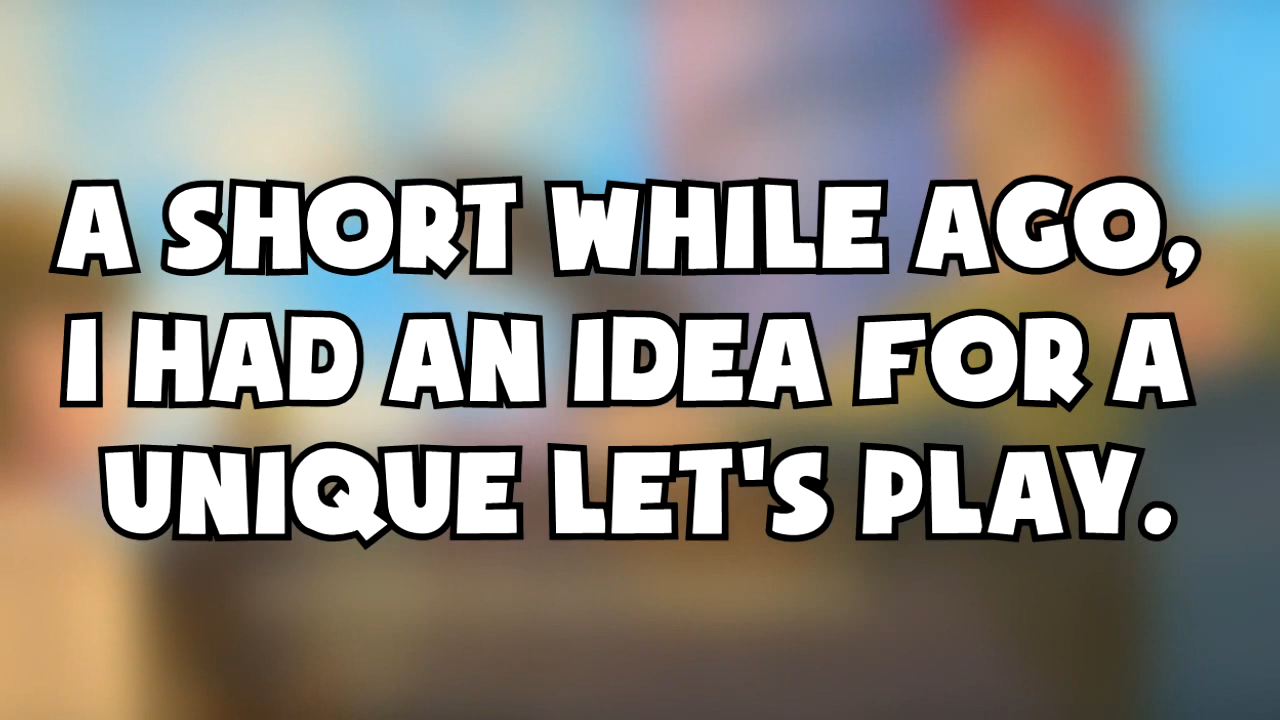 A SHORT WHILE AGO,
I HAD AN IDEA FOR A
UNIQUE LET'S PLAY.